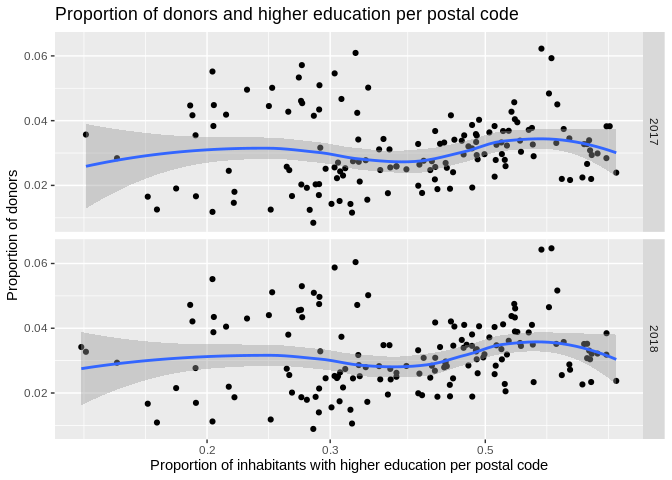 Proportion of donors and higher education per postal code
Proportion of donors
0.06
0.04
0.02
2017
0.06
0.04
0.02
2018
0.2 0.3 0.5
Proportion of inhabitants with higher education per postal code